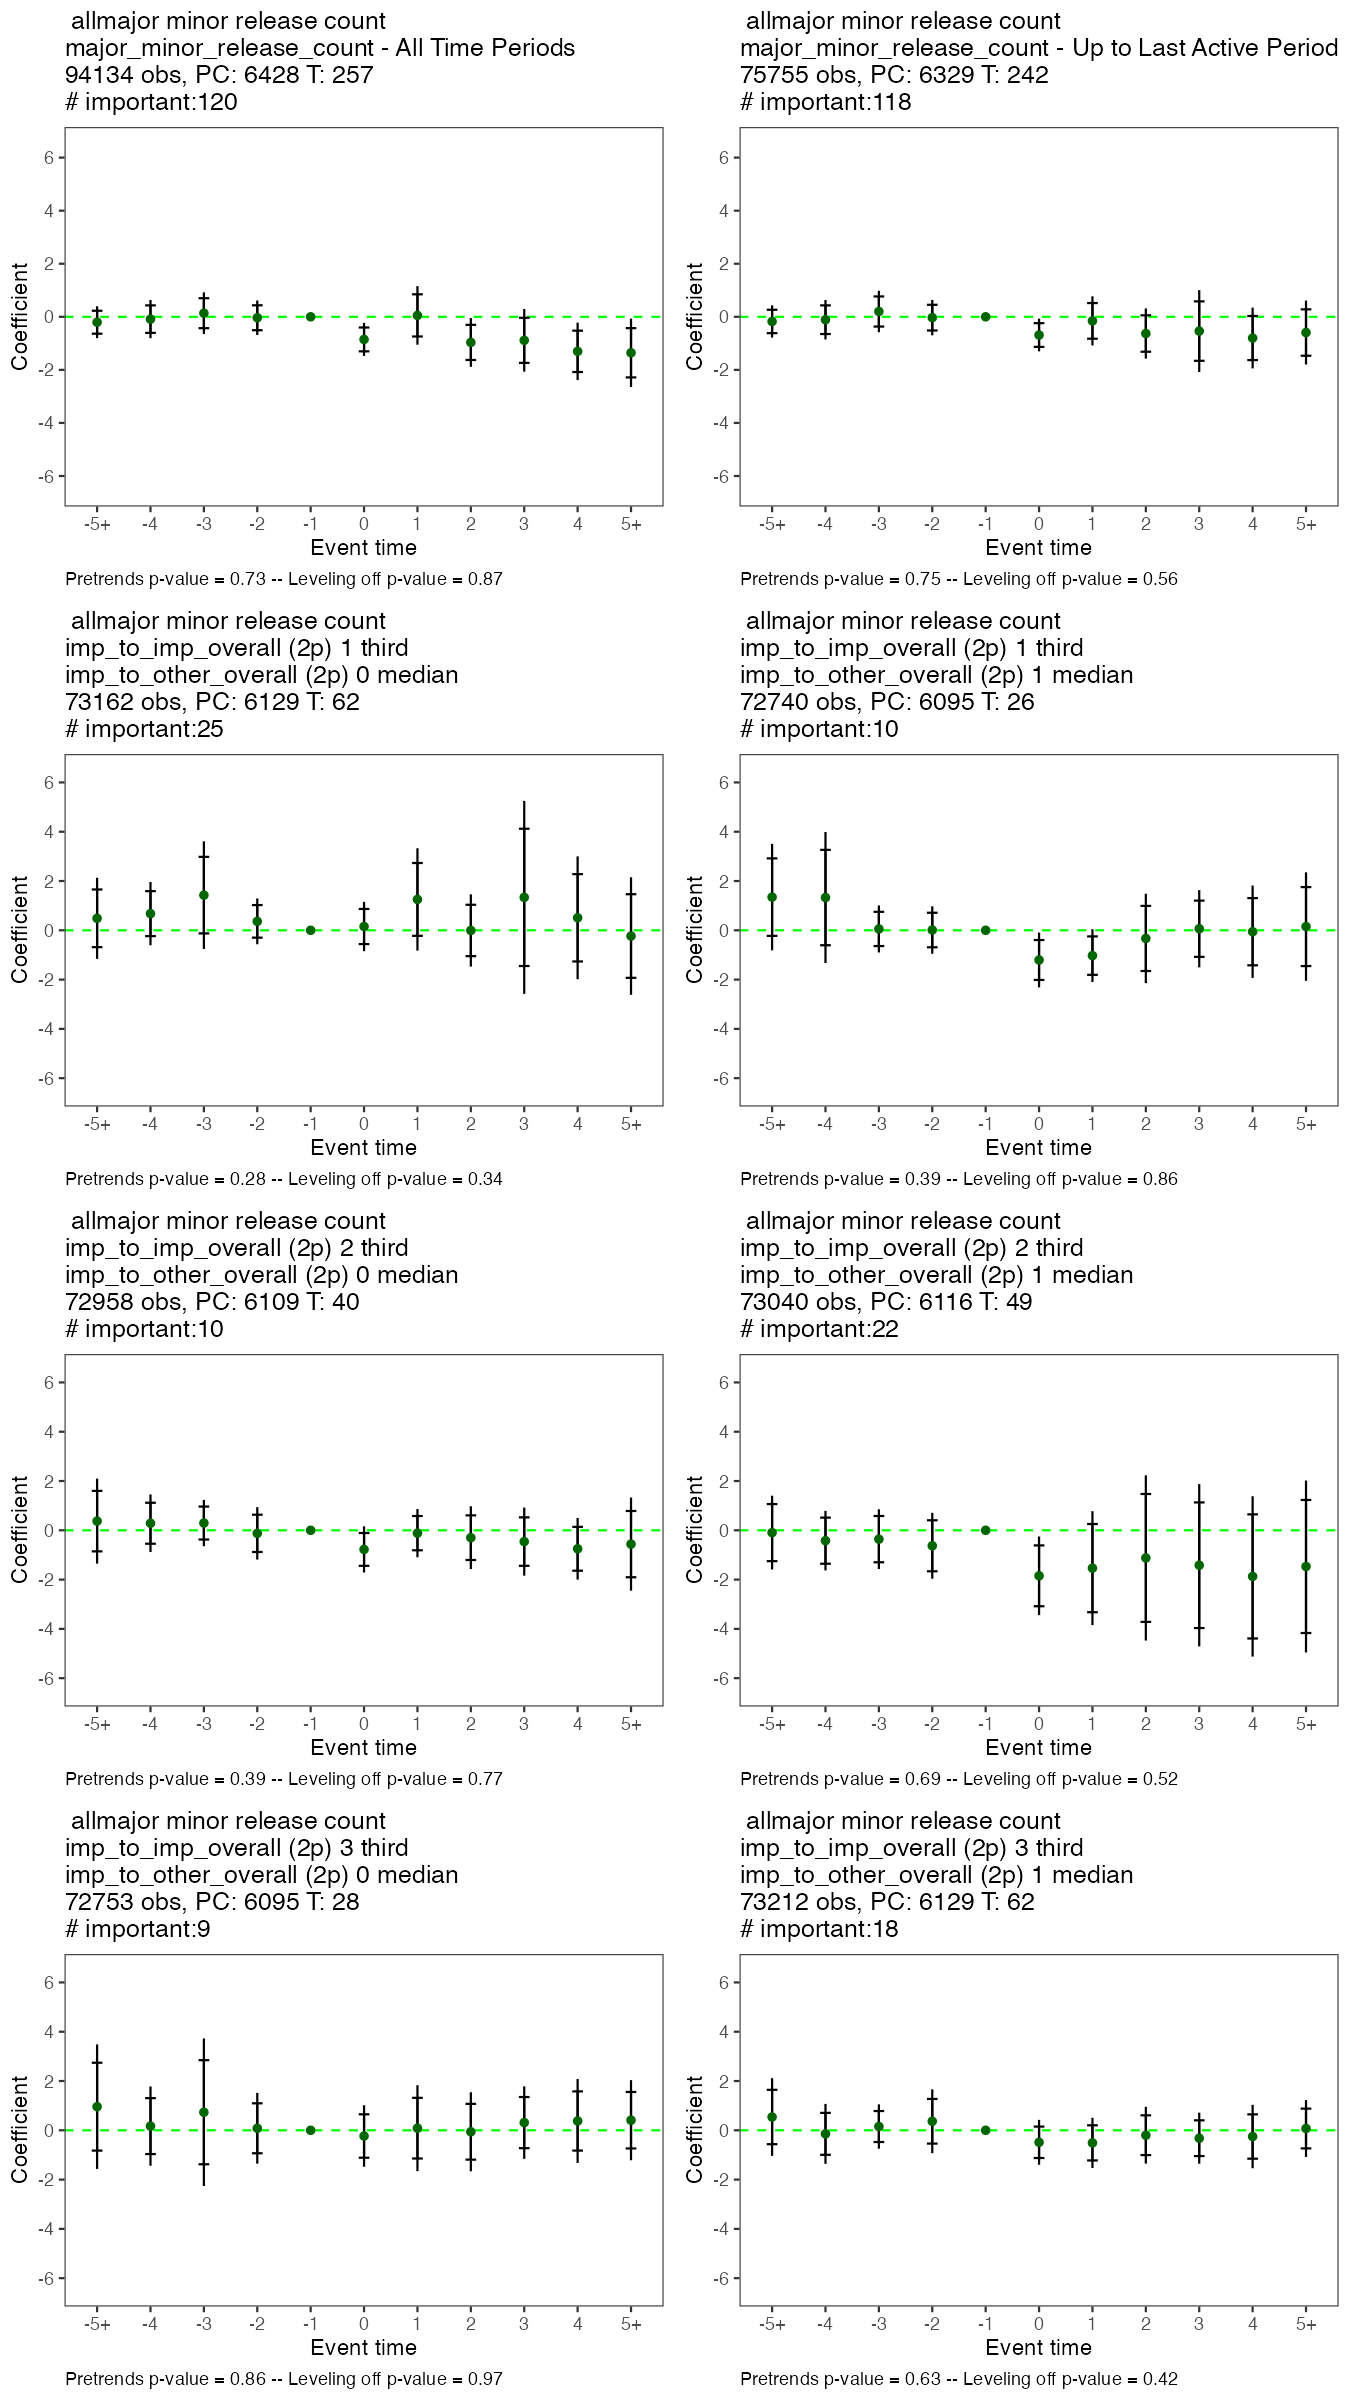 allmajor minor release count
major_minor_release_count - All Time Periods
94134 obs, PC: 6428 T: 257
# important:120
Coefficient
6
4
2
0
-2
-4
-6
-5+ -4 -3 -2 -1 0 1 2 3 4 5+
Event time
Pretrends p-value = 0.73 -- Leveling off p-value = 0.87
allmajor minor release count
major_minor_release_count - Up to Last Active Period
75755 obs, PC: 6329 T: 242
# important:118
Coefficient
6
4
2
0
-2
-4
-6
-5+ -4 -3 -2 -1 0 1 2 3 4 5+
Event time
Pretrends p-value = 0.75 -- Leveling off p-value = 0.56
allmajor minor release count
imp_to_imp_overall (2p) 1 third
imp_to_other_overall (2p) 0 median
73162 obs, PC: 6129 T: 62
# important:25
Coefficient
6
4
2
0
-2
-4
-6
-5+ -4 -3 -2 -1 0 1 2 3 4 5+
Event time
Pretrends p-value = 0.28 -- Leveling off p-value = 0.34
allmajor minor release count
imp_to_imp_overall (2p) 1 third
imp_to_other_overall (2p) 1 median
72740 obs, PC: 6095 T: 26
# important:10
Coefficient
6
4
2
0
-2
-4
-6
-5+ -4 -3 -2 -1 0 1 2 3 4 5+
Event time
Pretrends p-value = 0.39 -- Leveling off p-value = 0.86
allmajor minor release count
imp_to_imp_overall (2p) 2 third
imp_to_other_overall (2p) 0 median
72958 obs, PC: 6109 T: 40
# important:10
Coefficient
6
4
2
0
-2
-4
-6
-5+ -4 -3 -2 -1 0 1 2 3 4 5+
Event time
Pretrends p-value = 0.39 -- Leveling off p-value = 0.77
allmajor minor release count
imp_to_imp_overall (2p) 2 third
imp_to_other_overall (2p) 1 median
73040 obs, PC: 6116 T: 49
# important:22
Coefficient
6
4
2
0
-2
-4
-6
-5+ -4 -3 -2 -1 0 1 2 3 4 5+
Event time
Pretrends p-value = 0.69 -- Leveling off p-value = 0.52
allmajor minor release count
imp_to_imp_overall (2p) 3 third
imp_to_other_overall (2p) 0 median
72753 obs, PC: 6095 T: 28
# important:9
Coefficient
6
4
2
0
-2
-4
-6
-5+ -4 -3 -2 -1 0 1 2 3 4 5+
Event time
Pretrends p-value = 0.86 -- Leveling off p-value = 0.97
allmajor minor release count
imp_to_imp_overall (2p) 3 third
imp_to_other_overall (2p) 1 median
73212 obs, PC: 6129 T: 62
# important:18
Coefficient
6
4
2
0
-2
-4
-6
-5+ -4 -3 -2 -1 0 1 2 3 4 5+
Event time
Pretrends p-value = 0.63 -- Leveling off p-value = 0.42